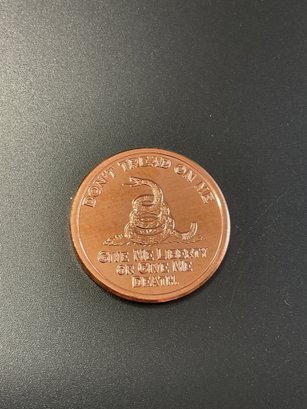 DON'T TREAD ON ME
GIVE ME LIBERTY
OR GIVE ME
DEATH.